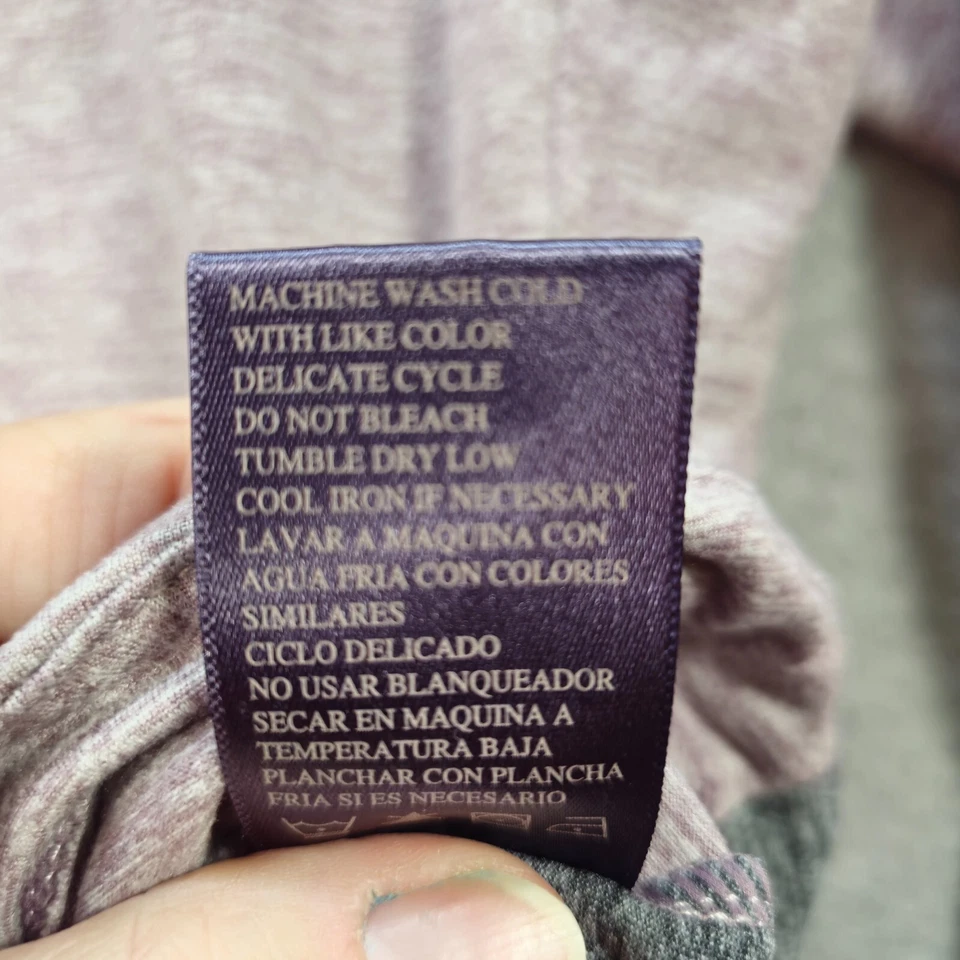 MACHINE WASH COLD
WITH LIKE COLOR
DELICATE CYCLE
DO NOT BLEACH
TUMBLE DRY LOW
COOL IRON IF NECESSARY
LAVAR A MAQUINA CON
AGUA FRIA CON COLORES
SIMILARES
CICLO DELICADO
NO USAR BLANQUEADOR
SECAR EN MAQUINA A
TEMPERATURA BAJA
PLANCHAR CON PLANCHA
FRIA SI ES NECESARIO